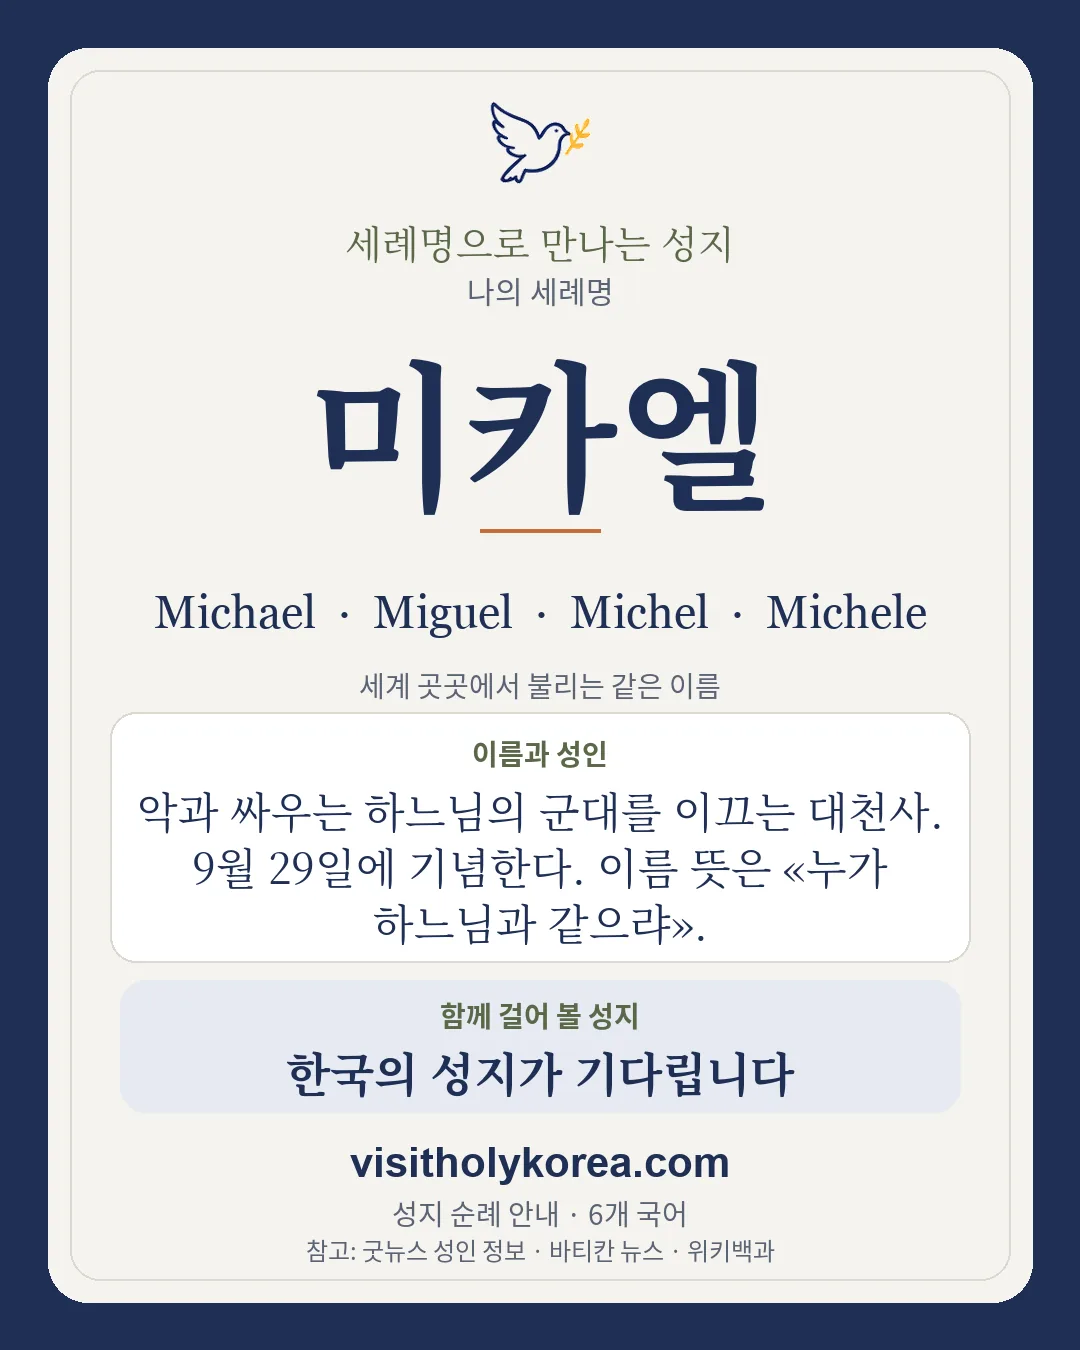 세례명으로 만나는 성지
나의 세례명
미카엘
Michael · Miguel · Michel · Michele
세계 곳곳에서 불리는 같은 이름
이름과 성인
악과 싸우는 하느님의 군대를 이끄는 대천사.
9월 29일에 기념한다. 이름 뜻은 «누가
하느님과 같으랴».
함께 걸어 볼 성지
한국의 성지가 기다립니다
visitholykorea.com
성지 순례 안내 · 6개 국어
참고: 굿뉴스 성인 정보 · 바티칸 뉴스 · 위키백과